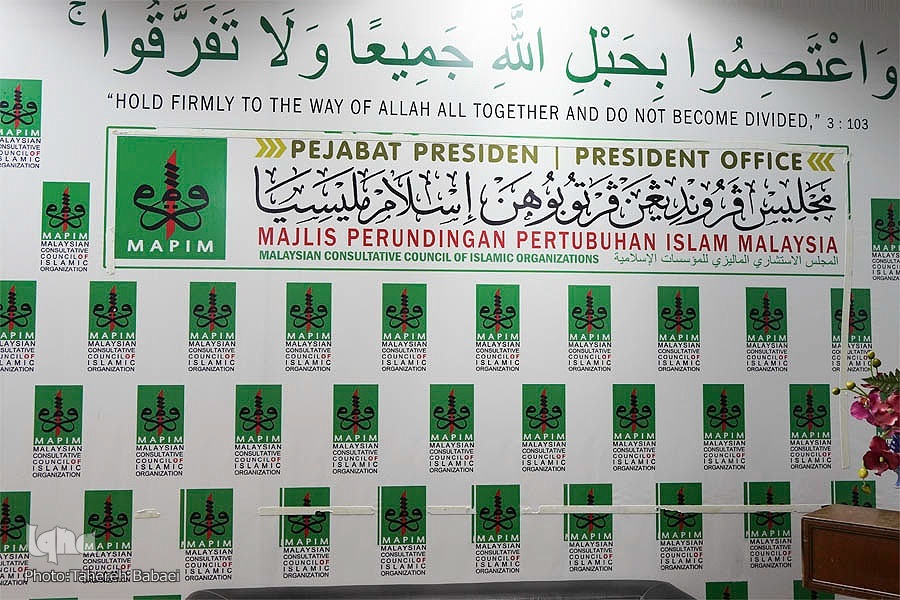 وَاعْتَصِمُوا بِحَبْلِ اللَّهِ جَمِيعًا وَلَا تَفَرَّقُوا ۚ
“HOLD FIRMLY TO THE WAY OF ALLAH ALL TOGETHER AND DO NOT BECOME DIVIDED,” 3 : 103
PEJABAT PRESIDEN | PRESIDENT OFFICE
مجليس ڤرونديڠن ڤرتوبوهن إسلام مليسيا
MAJLIS PERUNDINGAN PERTUBUHAN ISLAM MALAYSIA
MALAYSIAN CONSULTATIVE COUNCIL OF ISLAMIC ORGANIZATIONS المجلس الاستشاري الماليزي للمؤسسات الإسلامية
MAPIM
MAPIM
MALAYSIAN
CONSULTATIVE
COUNCIL OF
ISLAMIC
ORGANIZATION
iqna
Photo:Tahereh Babaei